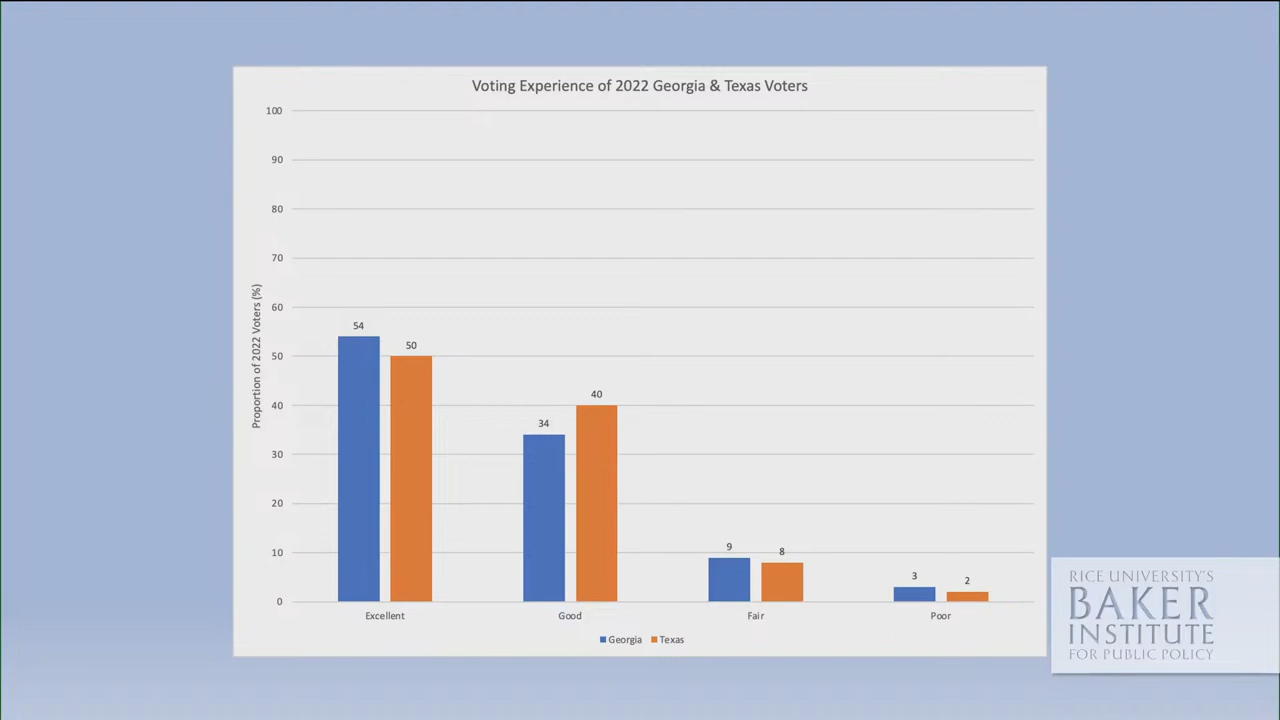 Voting Experience of 2022 Georgia & Texas Voters
100
90
80
70
60
50
40
30
20
10
0
Proportion of 2022 Voters (%)
54
50
34
40
9
8
3
2
Excellent
Good
Fair
Poor
Georgia
Texas
RICE UNIVERSITY'S
BAKER
INSTITUTE
FOR PUBLIC POLICY